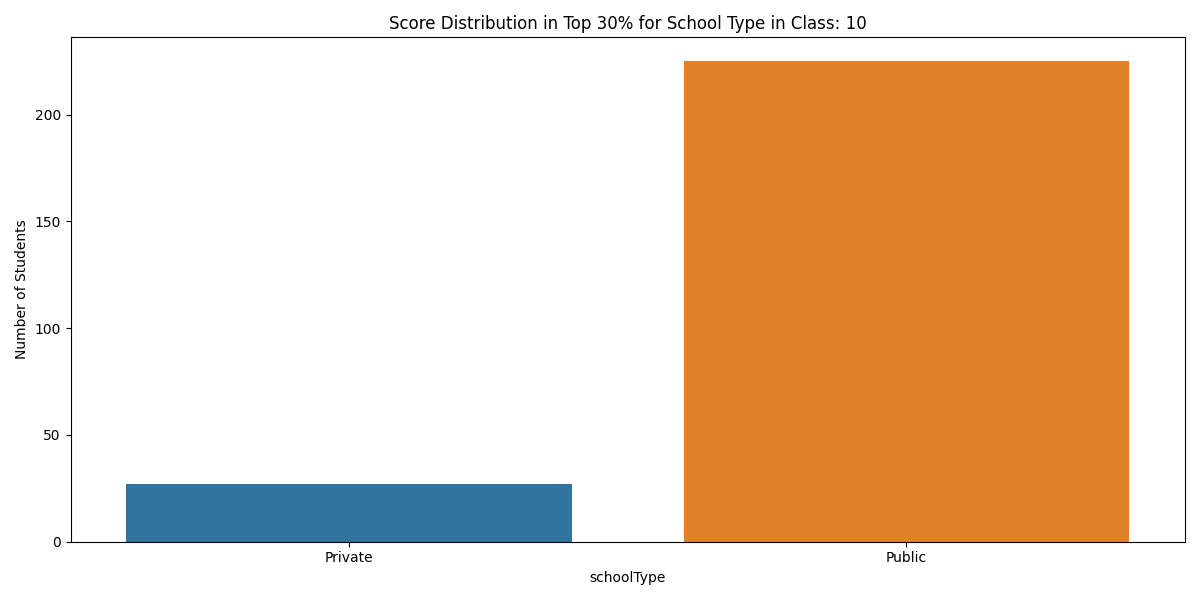 Score Distribution in Top 30% for School Type in Class: 10
Number of Students
200
150
100
50
0
Private
Public
schoolType